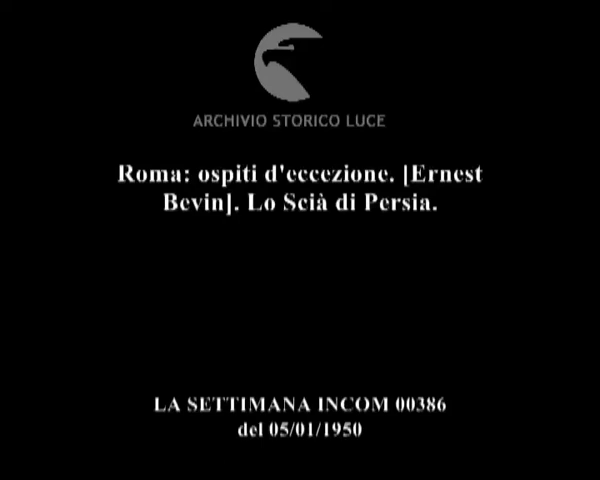 ARCHIVIO STORICO LUCE
Roma: ospiti d'eccezione. [Ernest
Bevin]. Lo Scià di Persia.
LA SETTIMANA INCOM 00386
del 05/01/1950